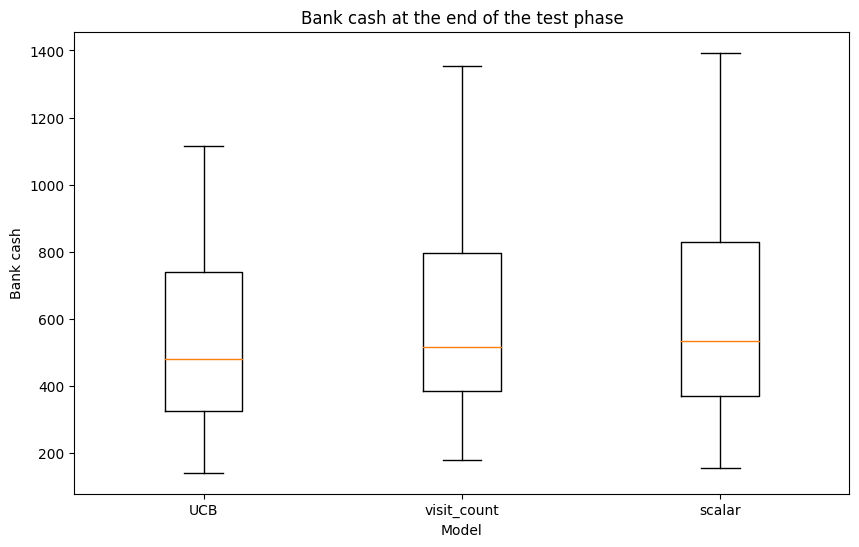 Bank cash at the end of the test phase
1400
1200
1000
800
600
400
200
Bank cash
UCB
visit_count
scalar
Model